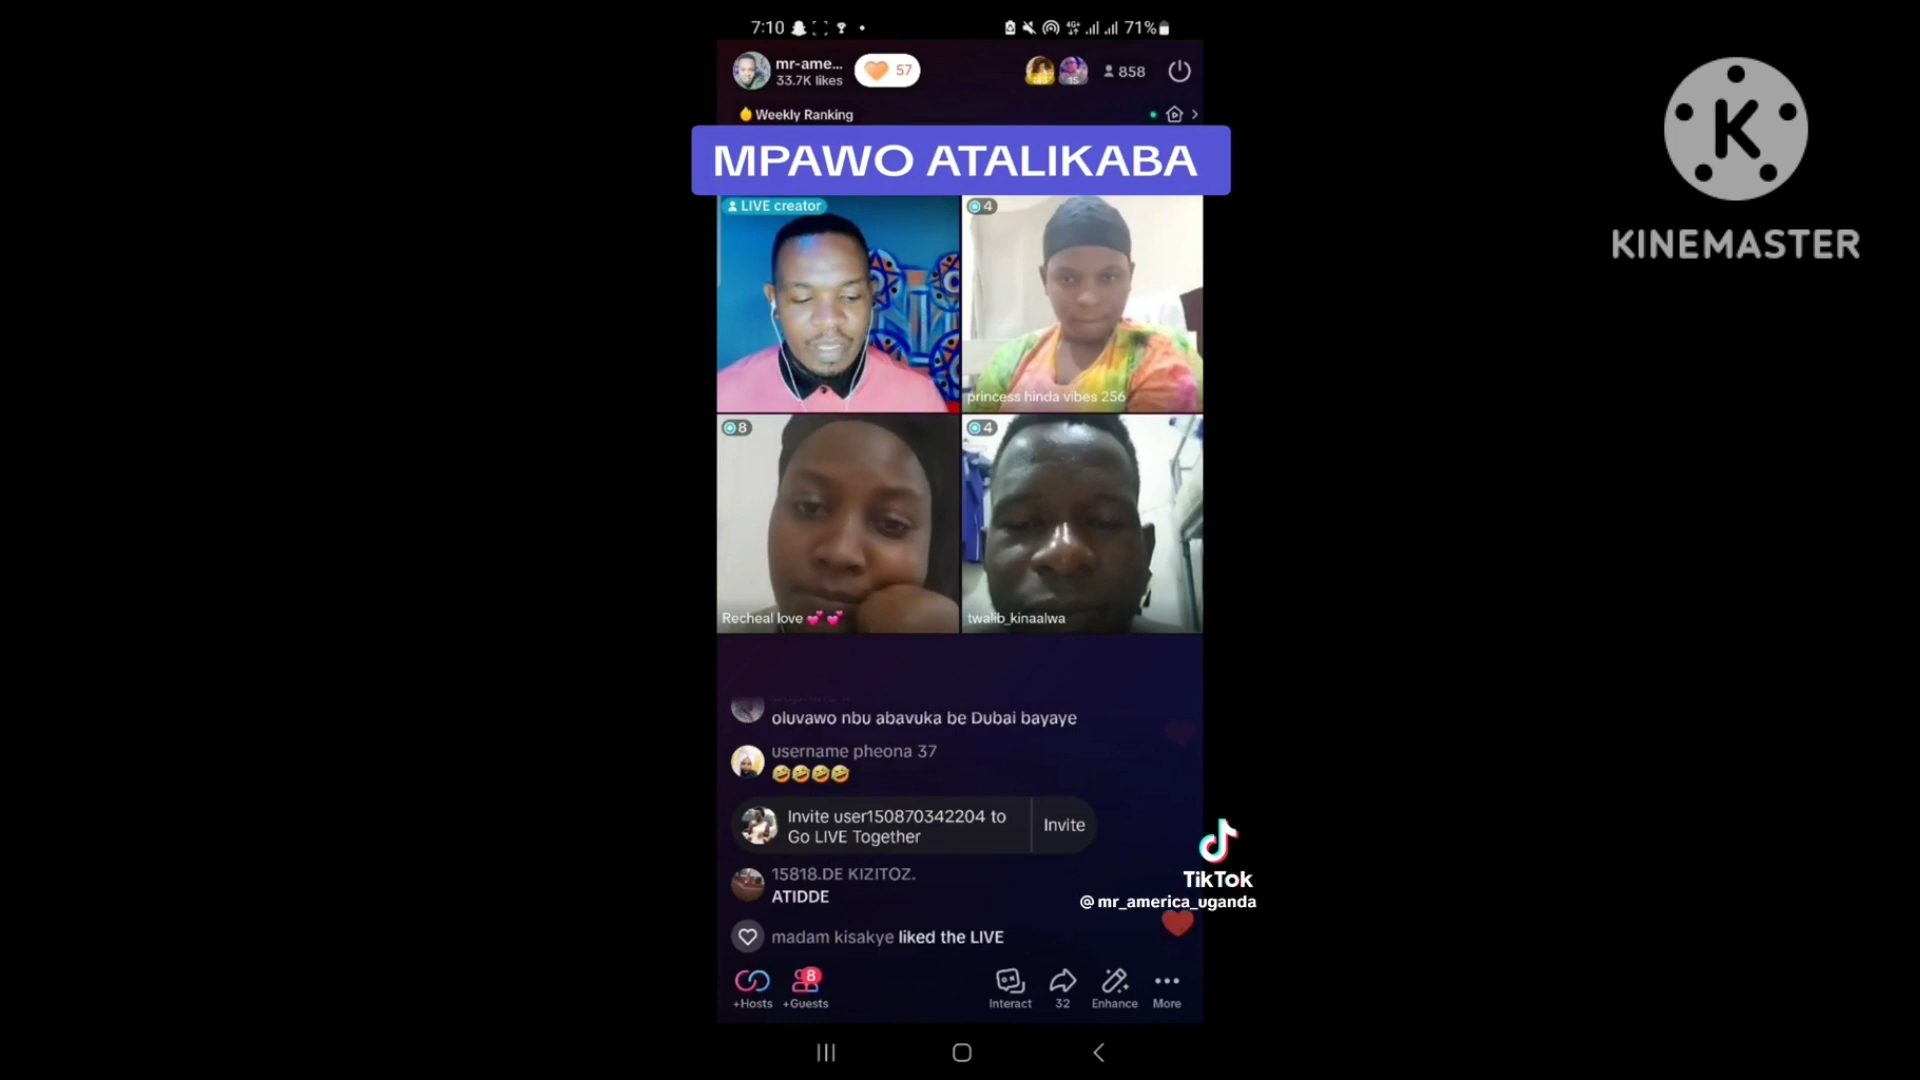 7:10
4G+
71%
mr-ame...
33.7K likes
57
15
858
Weekly Ranking
MPAWO ATALIKABA
LIVE creator
4
princess hinda vibes 256
8
Recheal love 💕 💕
4
twalib_kinaalwa
oluvawo nbu abavuka be Dubai bayaye
username pheona 37
🤣🤣🤣🤣
Invite user150870342204 to
Go LIVE Together
Invite
15818.DE KIZITOZ.
ATIDDE
madam kisakye liked the LIVE
8
+Hosts
+Guests
Interact
32
Enhance
More
TikTok
@mr_america_uganda
K
KINEMASTER